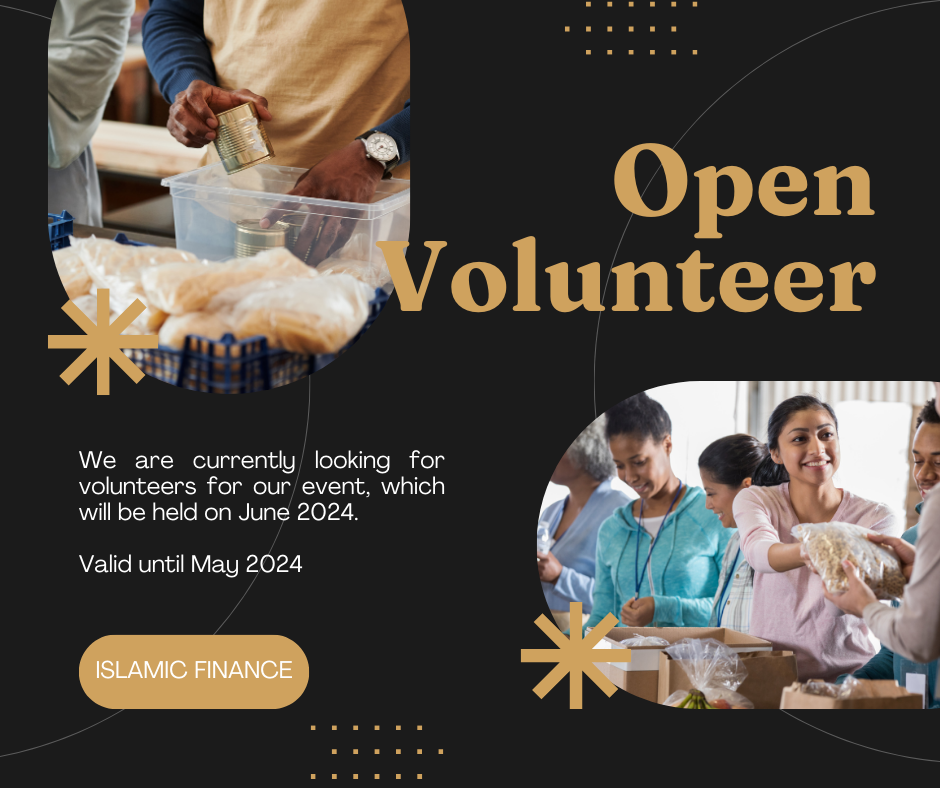 Open
Volunteer
We are currently looking for
volunteers for our event, which
will be held on June 2024.
Valid until May 2024
ISLAMIC FINANCE